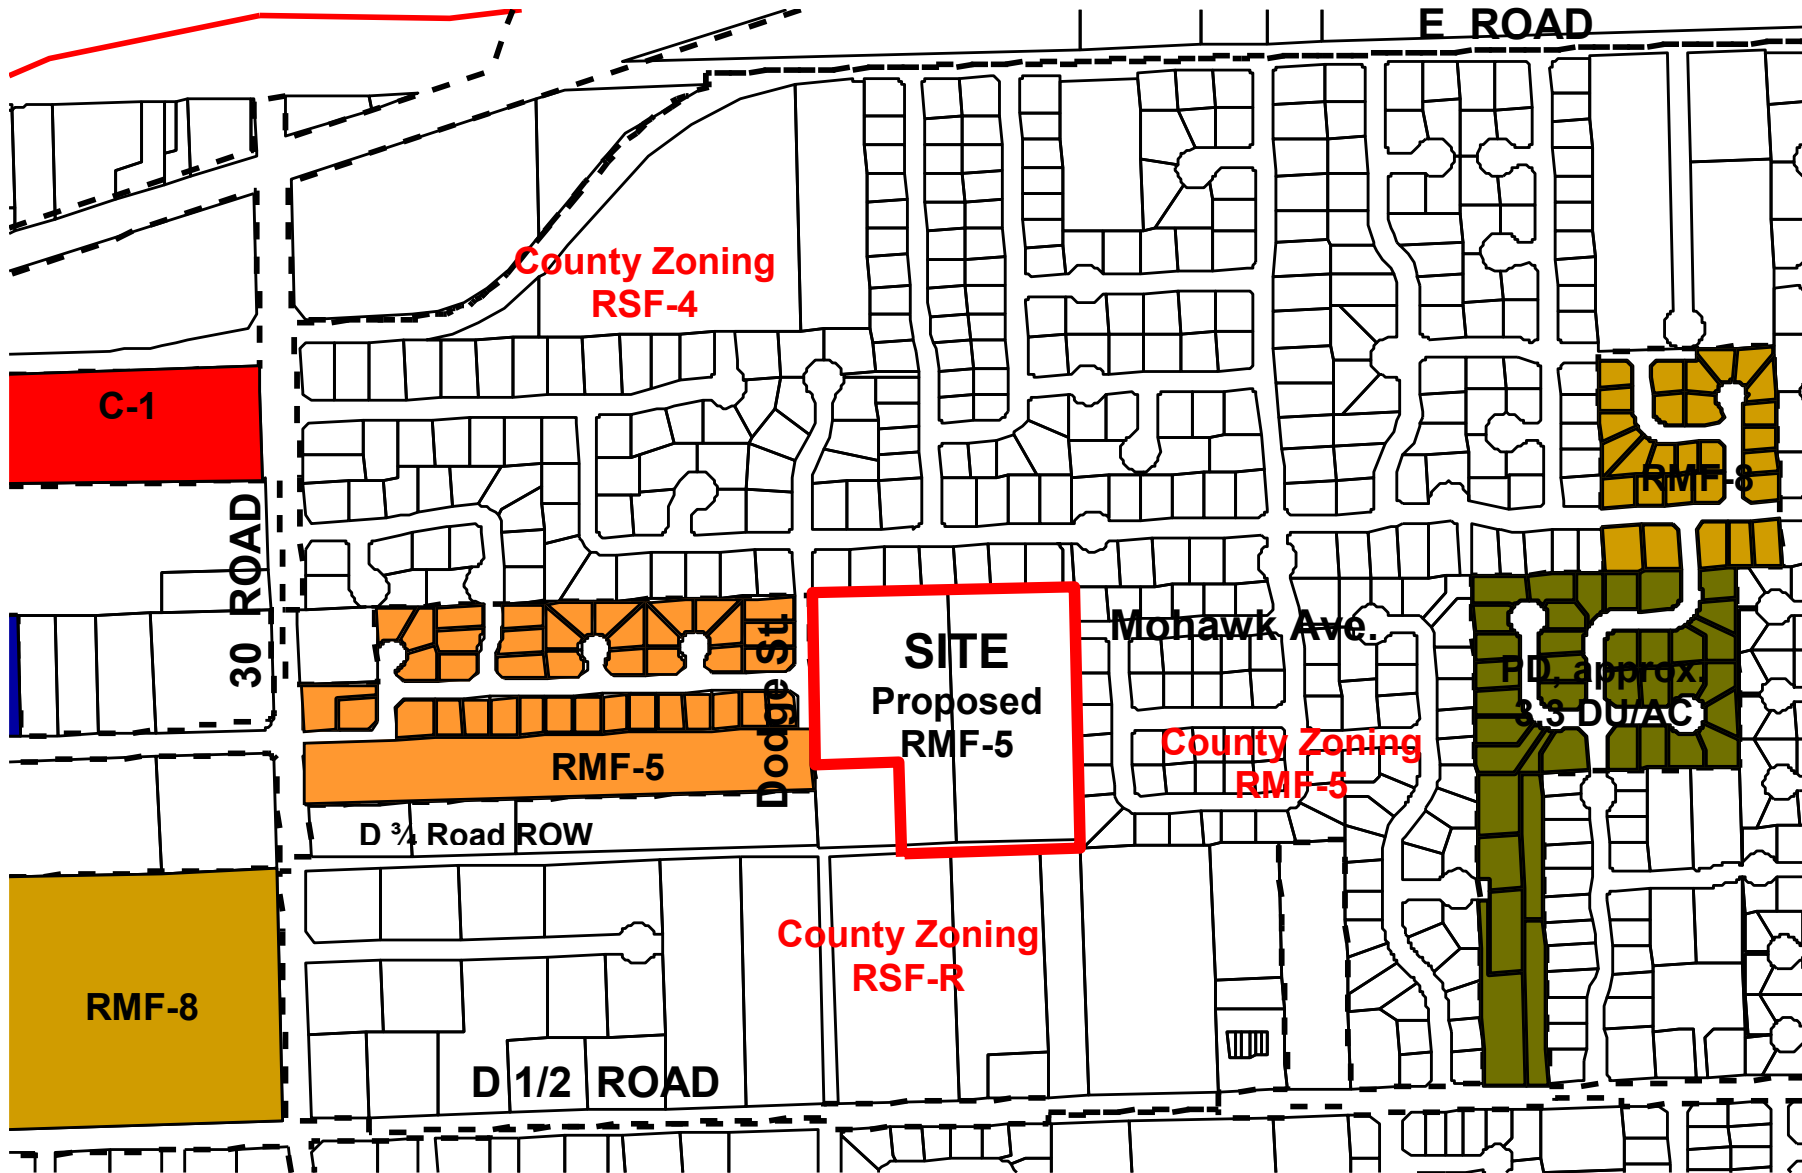 E ROAD
County Zoning
RSF-4
C-1
RMF-8
30 ROAD
Dodge St.
SITE
Proposed
RMF-5
Mohawk Ave.
PD, approx.
3.3 DU/AC
County Zoning
RMF-5
RMF-5
D ¾ Road ROW
County Zoning
RSF-R
RMF-8
D 1/2 ROAD